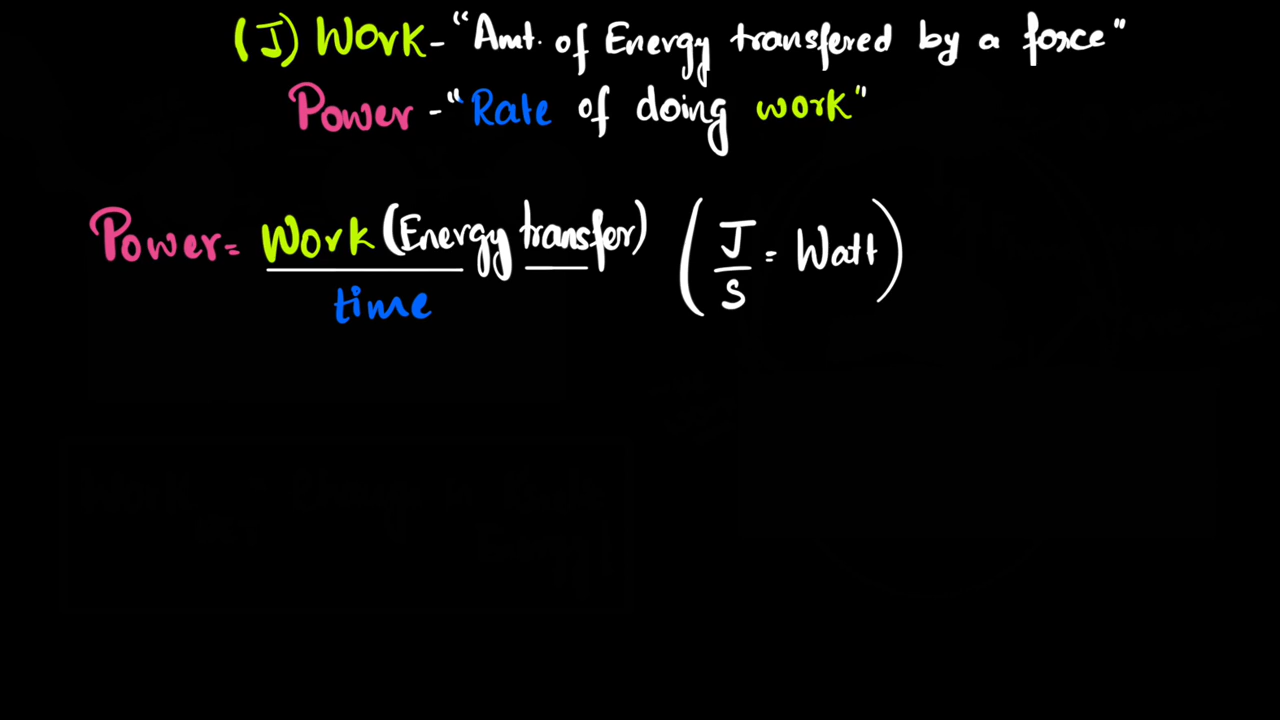 (J) Work - "Amt. of Energy transfered by a force"
Power - "Rate of doing work"
Power = Work (Energy transfer) (J = Watt)
time s